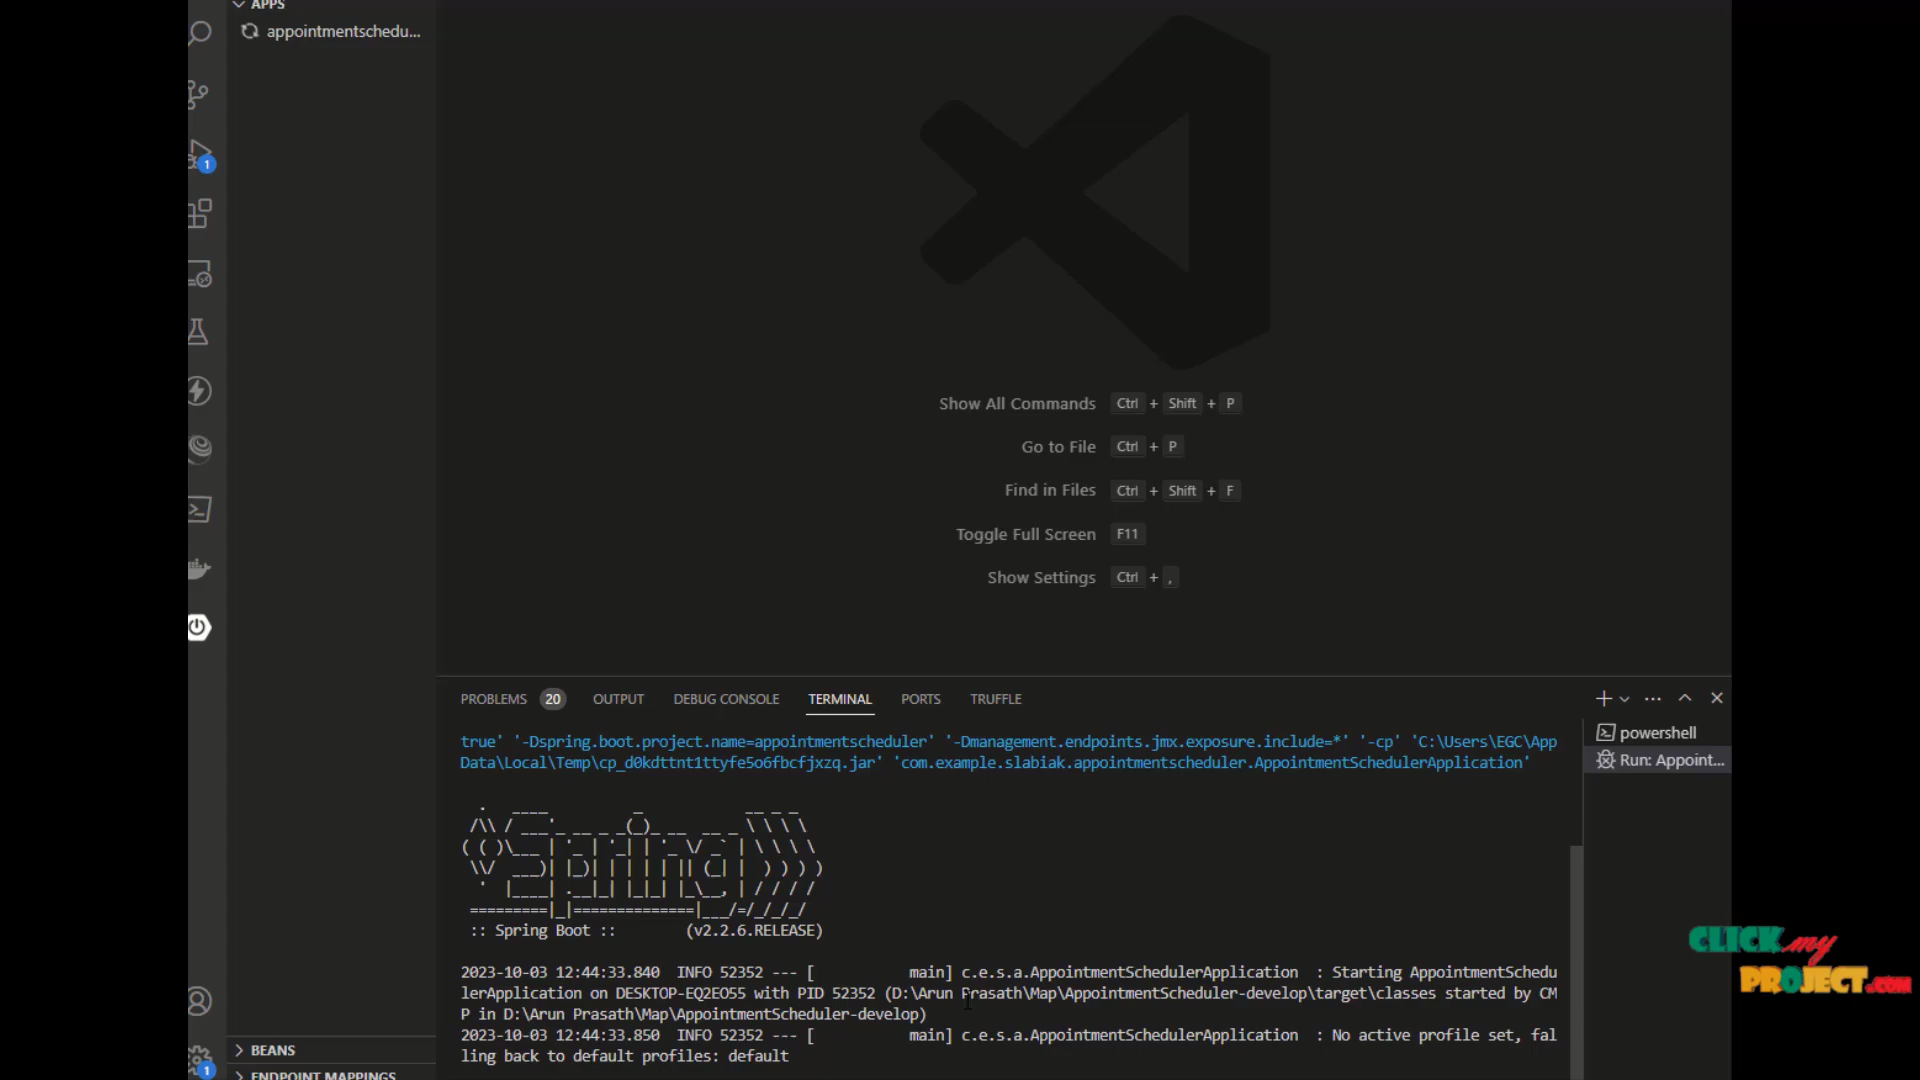 APPS
appointmentschedu...
1
Show All Commands Ctrl + Shift + P
Go to File Ctrl + P
Find in Files Ctrl + Shift + F
Toggle Full Screen F11
Show Settings Ctrl + ,
PROBLEMS 20 OUTPUT DEBUG CONSOLE TERMINAL PORTS TRUFFLE
powershell
Run: Appoint...
true' '-Dspring.boot.project.name=appointmentscheduler' '-Dmanagement.endpoints.jmx.exposure.include=*' '-cp' 'C:\Users\EGC\App
Data\Local\Temp\cp_d0kdttnt1ttyfe5o6fbcfjxzq.jar' 'com.example.slabiak.appointmentscheduler.AppointmentSchedulerApplication'
Spring
:: Spring Boot :: (v2.2.6.RELEASE)
2023-10-03 12:44:33.840 INFO 52352 --- [ main] c.e.s.a.AppointmentSchedulerApplication : Starting AppointmentSchedu
lerApplication on DESKTOP-EQ2EO55 with PID 52352 (D:\Arun Prasath\Map\AppointmentScheduler-develop\target\classes started by CM
P in D:\Arun Prasath\Map\AppointmentScheduler-develop)
2023-10-03 12:44:33.850 INFO 52352 --- [ main] c.e.s.a.AppointmentSchedulerApplication : No active profile set, fal
ling back to default profiles: default
BEANS
1
ENDPOINT MAPPINGS
CLICK my
PROJECT.COM